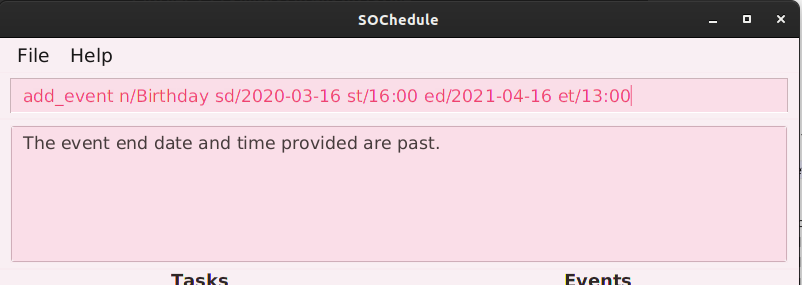 SOChedule
File Help
add_event n/Birthday sd/2020-03-16 st/16:00 ed/2021-04-16 et/13:00
The event end date and time provided are past.
Tasks Events